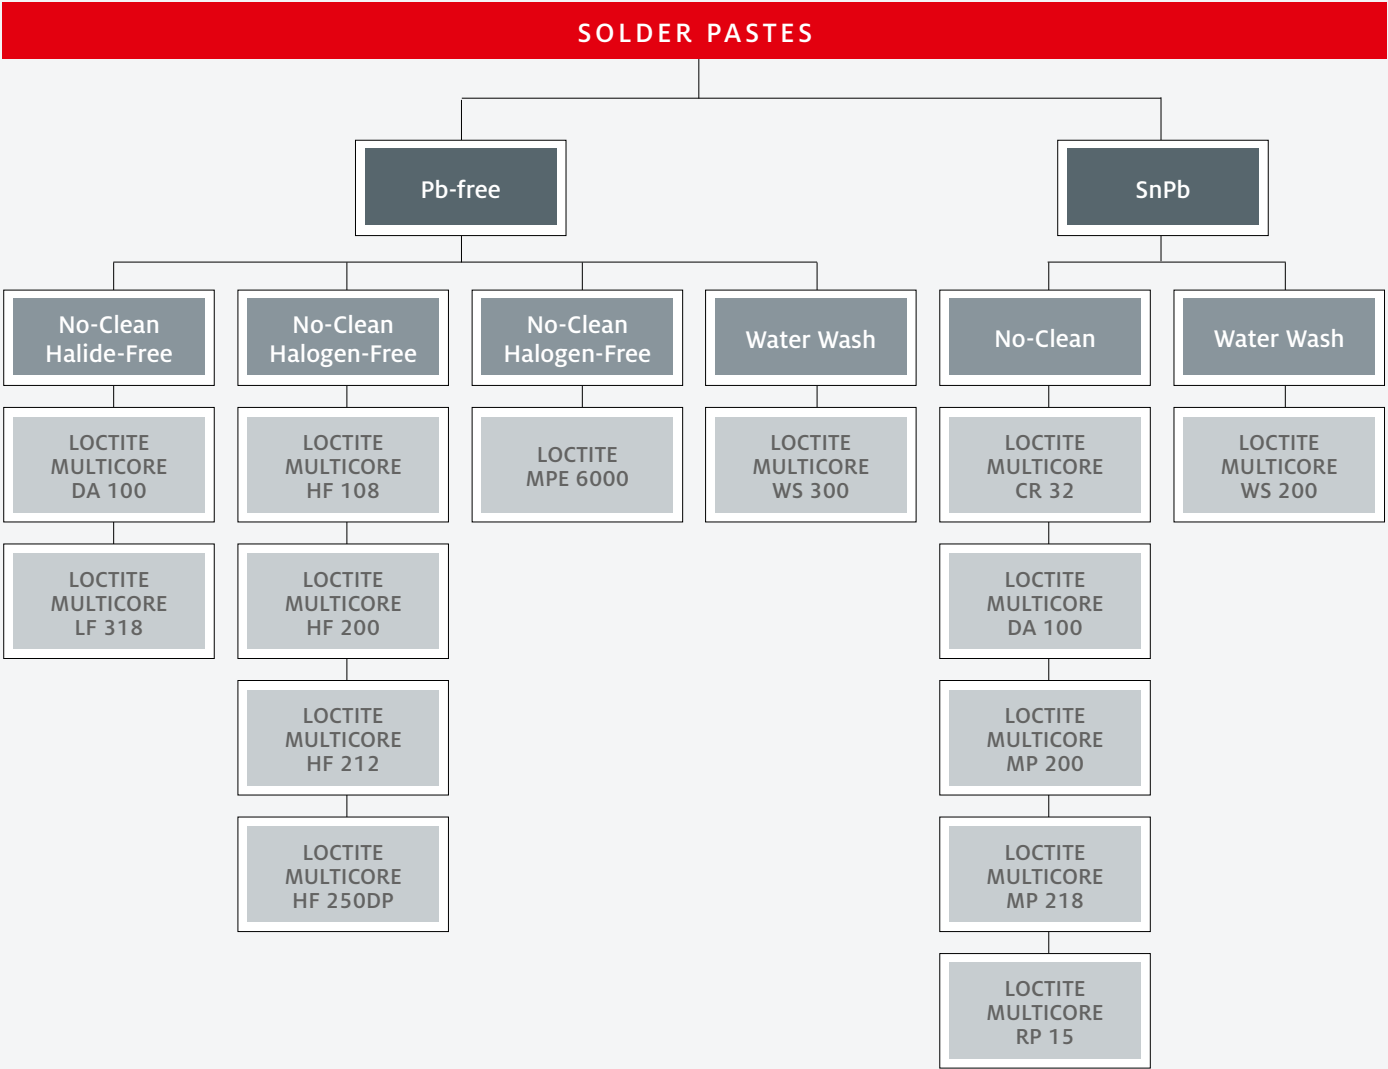 SOLDER PASTES
Pb-free
SnPb
No-Clean
Halide-Free
No-Clean
Halogen-Free
No-Clean
Halogen-Free
Water Wash
No-Clean
Water Wash
LOCTITE
MULTICORE
DA 100
LOCTITE
MULTICORE
HF 108
LOCTITE
MPE 6000
LOCTITE
MULTICORE
WS 300
LOCTITE
MULTICORE
CR 32
LOCTITE
MULTICORE
WS 200
LOCTITE
MULTICORE
LF 318
LOCTITE
MULTICORE
HF 200
LOCTITE
MULTICORE
DA 100
LOCTITE
MULTICORE
HF 212
LOCTITE
MULTICORE
MP 200
LOCTITE
MULTICORE
HF 250DP
LOCTITE
MULTICORE
MP 218
LOCTITE
MULTICORE
RP 15